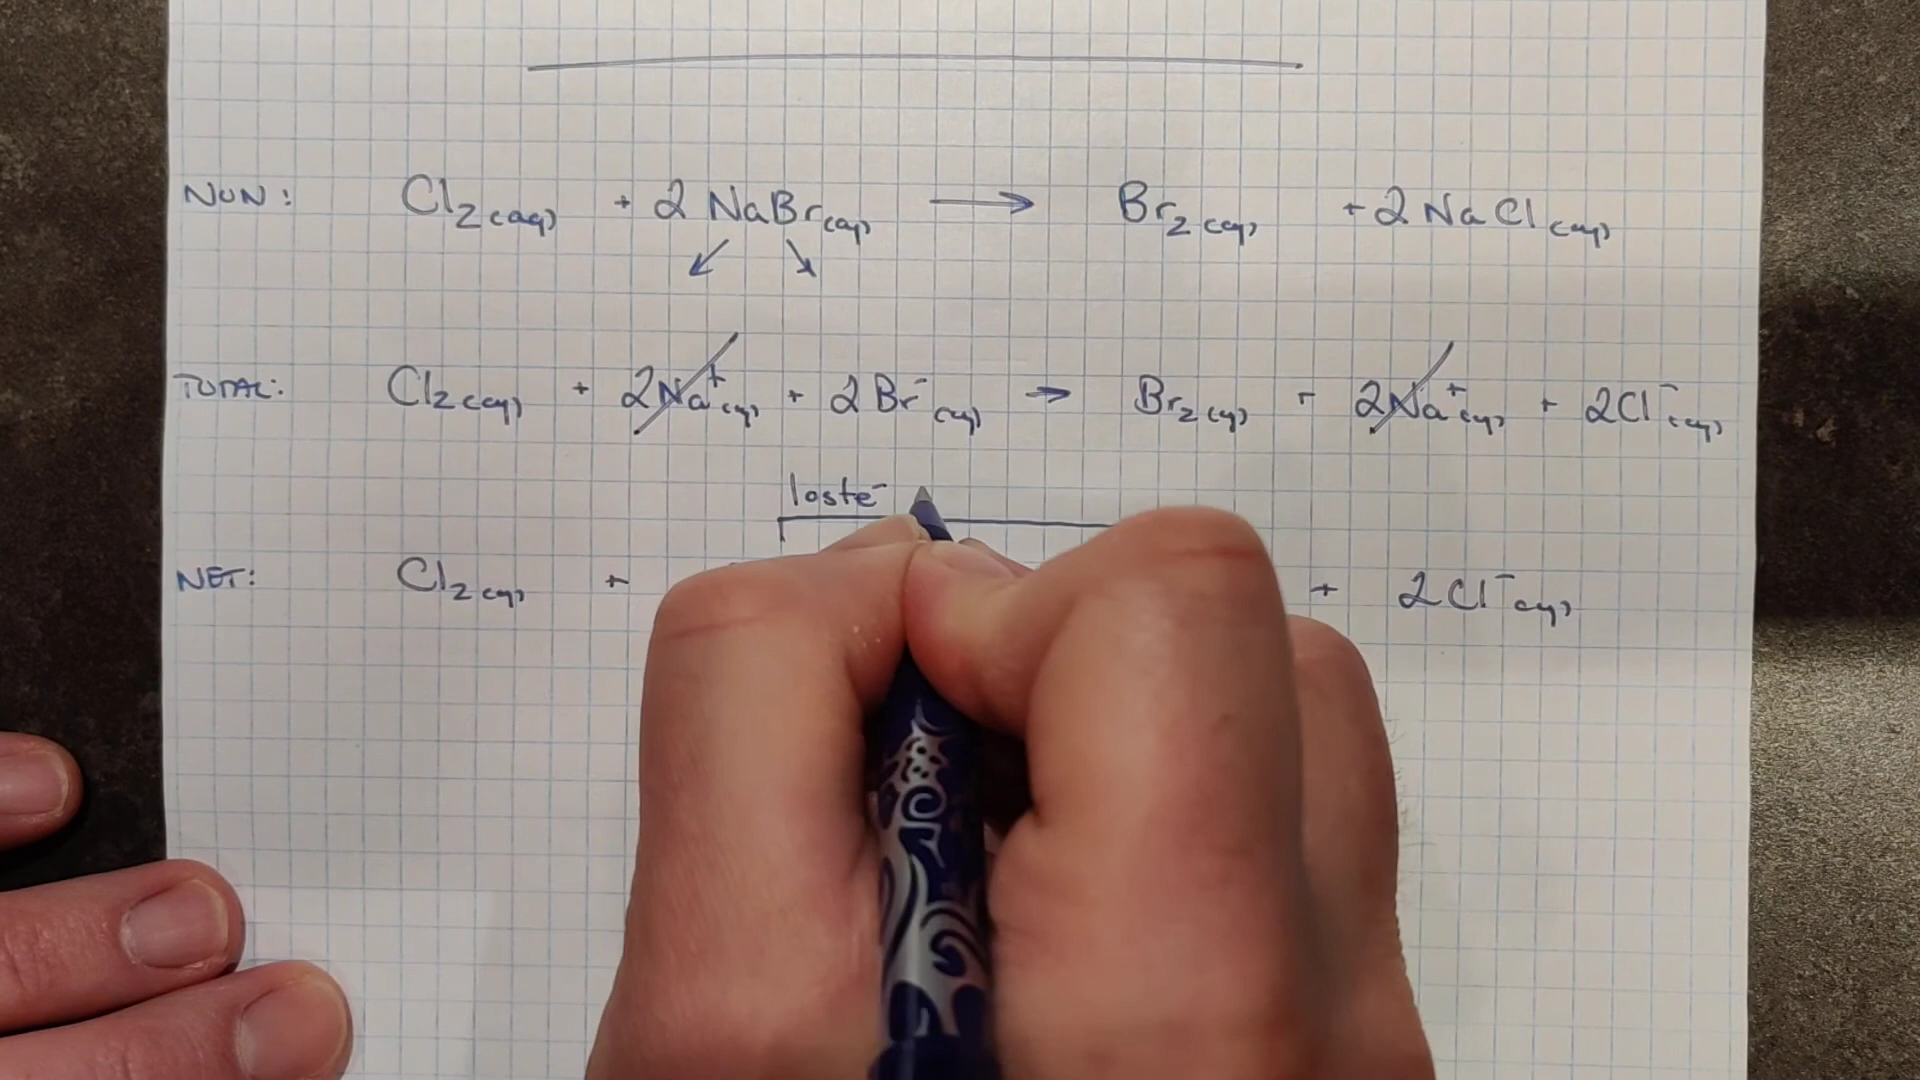 NON: Cl₂(aq) + 2 NaBr(aq) → Br₂(aq) + 2 NaCl(aq)
TOTAL: Cl₂(aq) + 2Na⁺(aq) + 2Br⁻(aq) → Br₂(aq) + 2Na⁺(aq) + 2Cl⁻(aq)
lost e⁻
NET: Cl₂(aq) + + 2Cl⁻(aq)